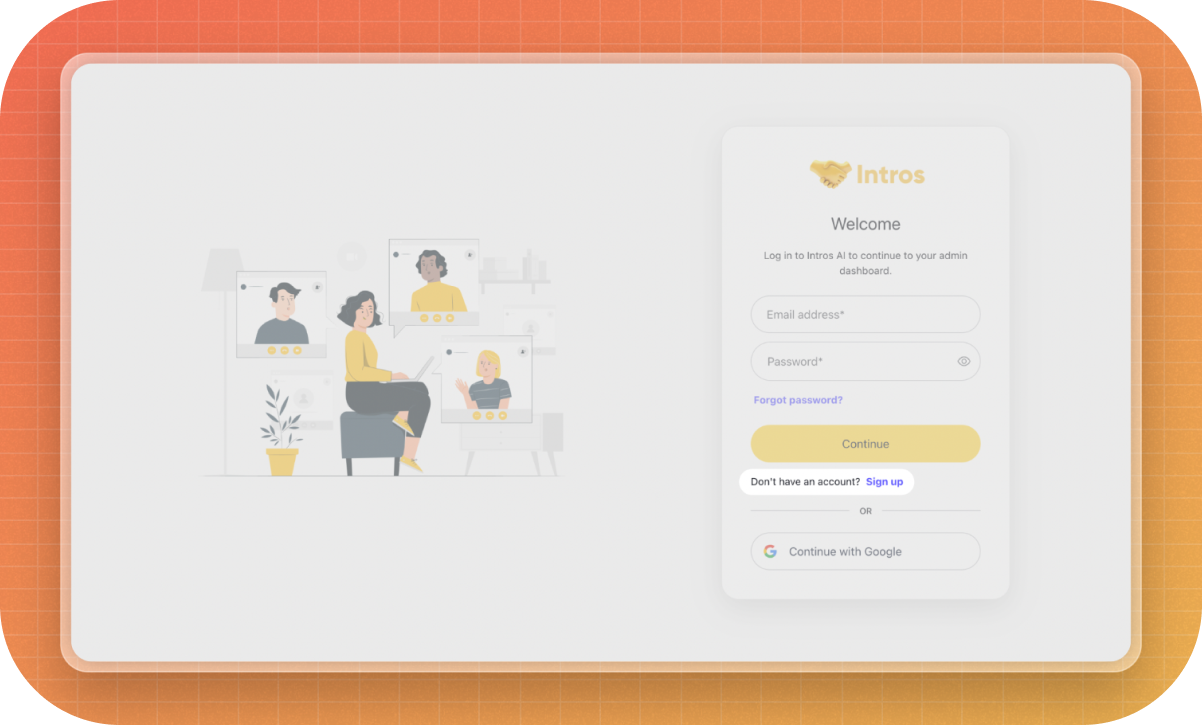 Intros
Welcome
Log in to Intros AI to continue to your admin
dashboard.
Email address*
Password*
Forgot password?
Continue
Don't have an account? Sign up
OR
Continue with Google